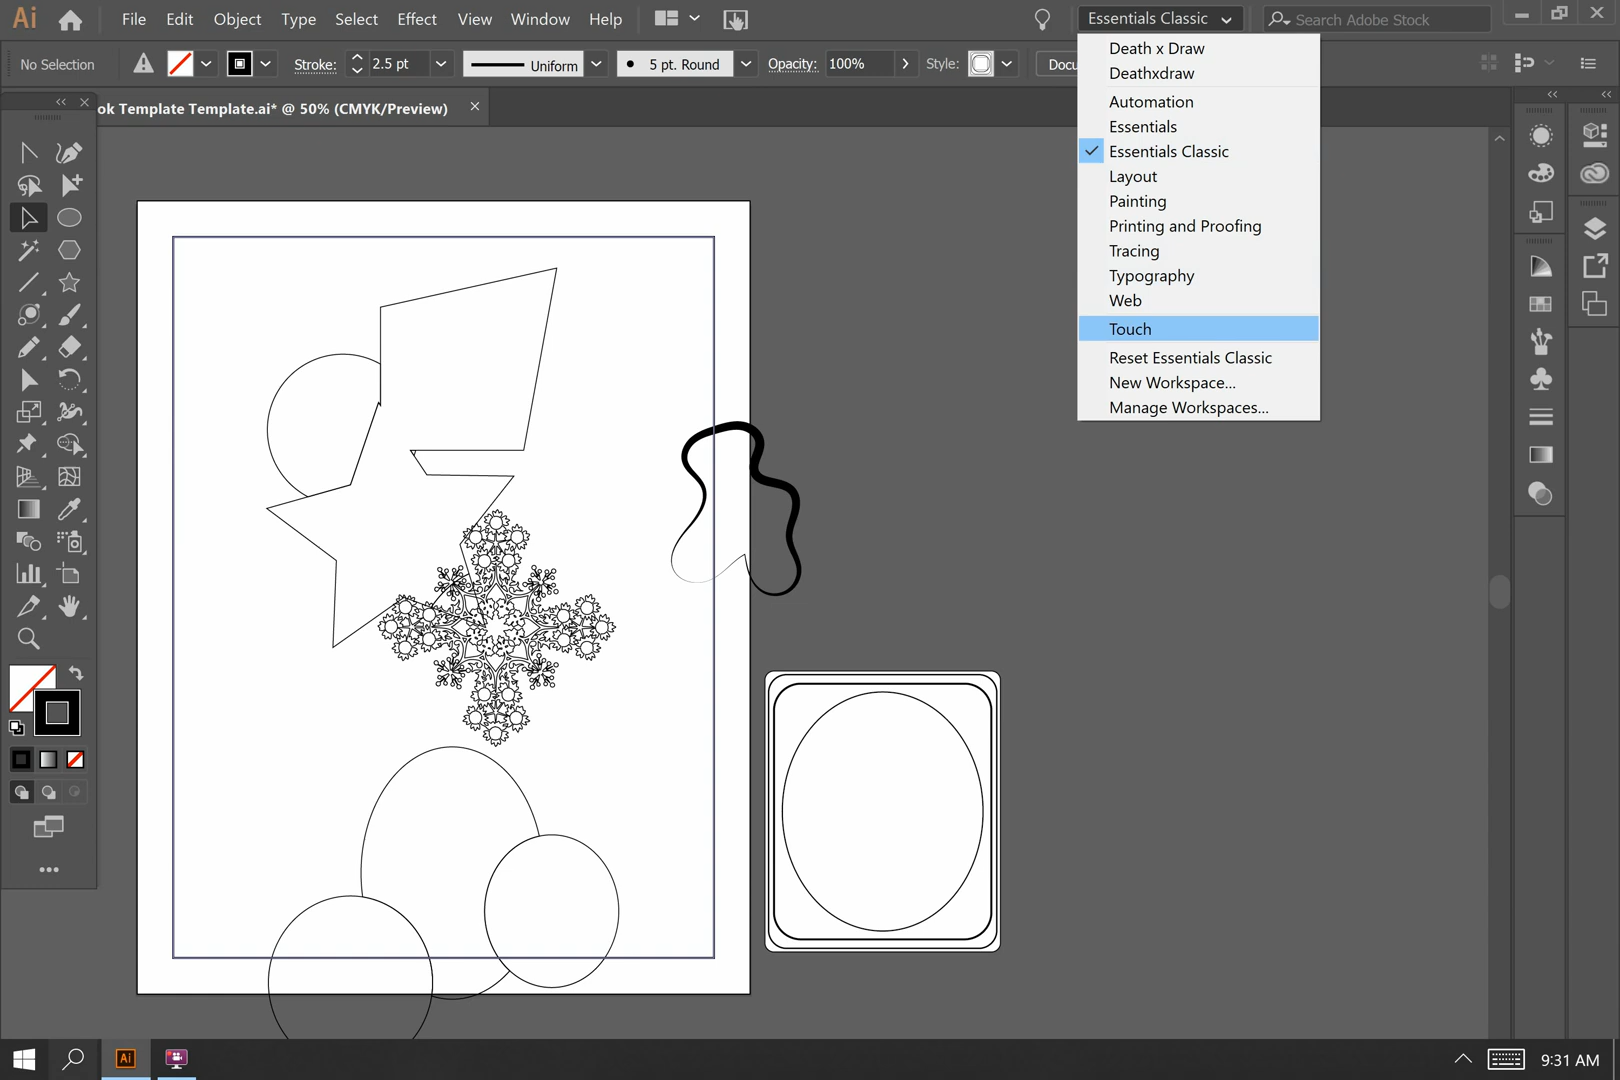 Ai File Edit Object Type Select Effect View Window Help Essentials Classic Search Adobe Stock
No Selection Stroke: 2.5 pt Uniform 5 pt. Round Opacity: 100% Style: Docu
ok Template Template.ai* @ 50% (CMYK/Preview)
Death x Draw
Deathxdraw
Automation
Essentials
Essentials Classic
Layout
Painting
Printing and Proofing
Tracing
Typography
Web
Touch
Reset Essentials Classic
New Workspace...
Manage Workspaces...
Ai
9:31 AM